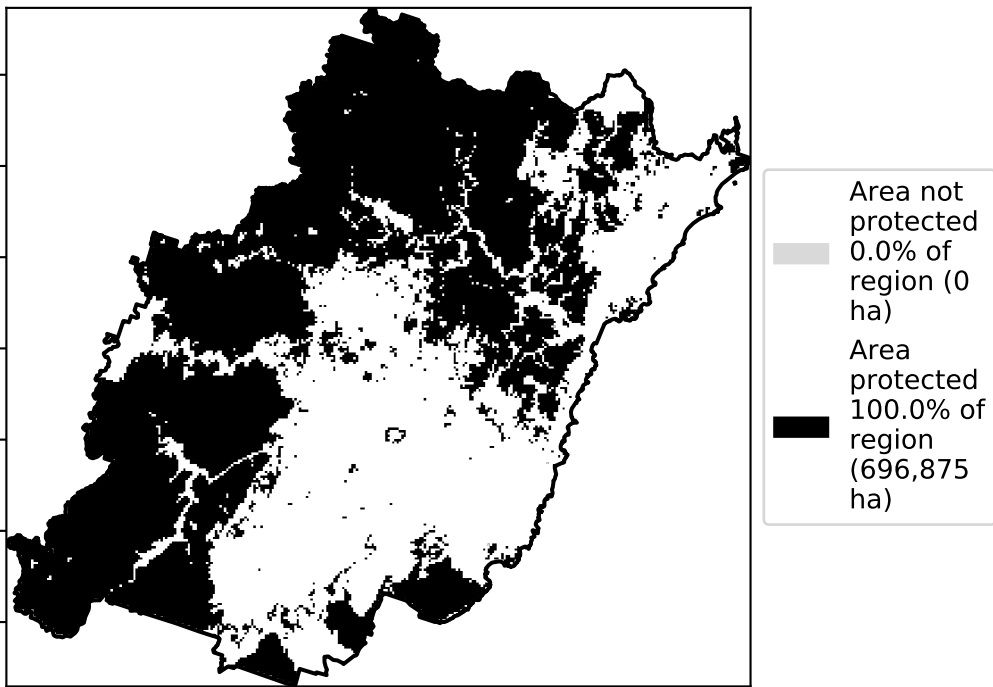 Area not
protected
0.0% of
region (0
ha)
Area
protected
100.0% of
region
(696,875
ha)